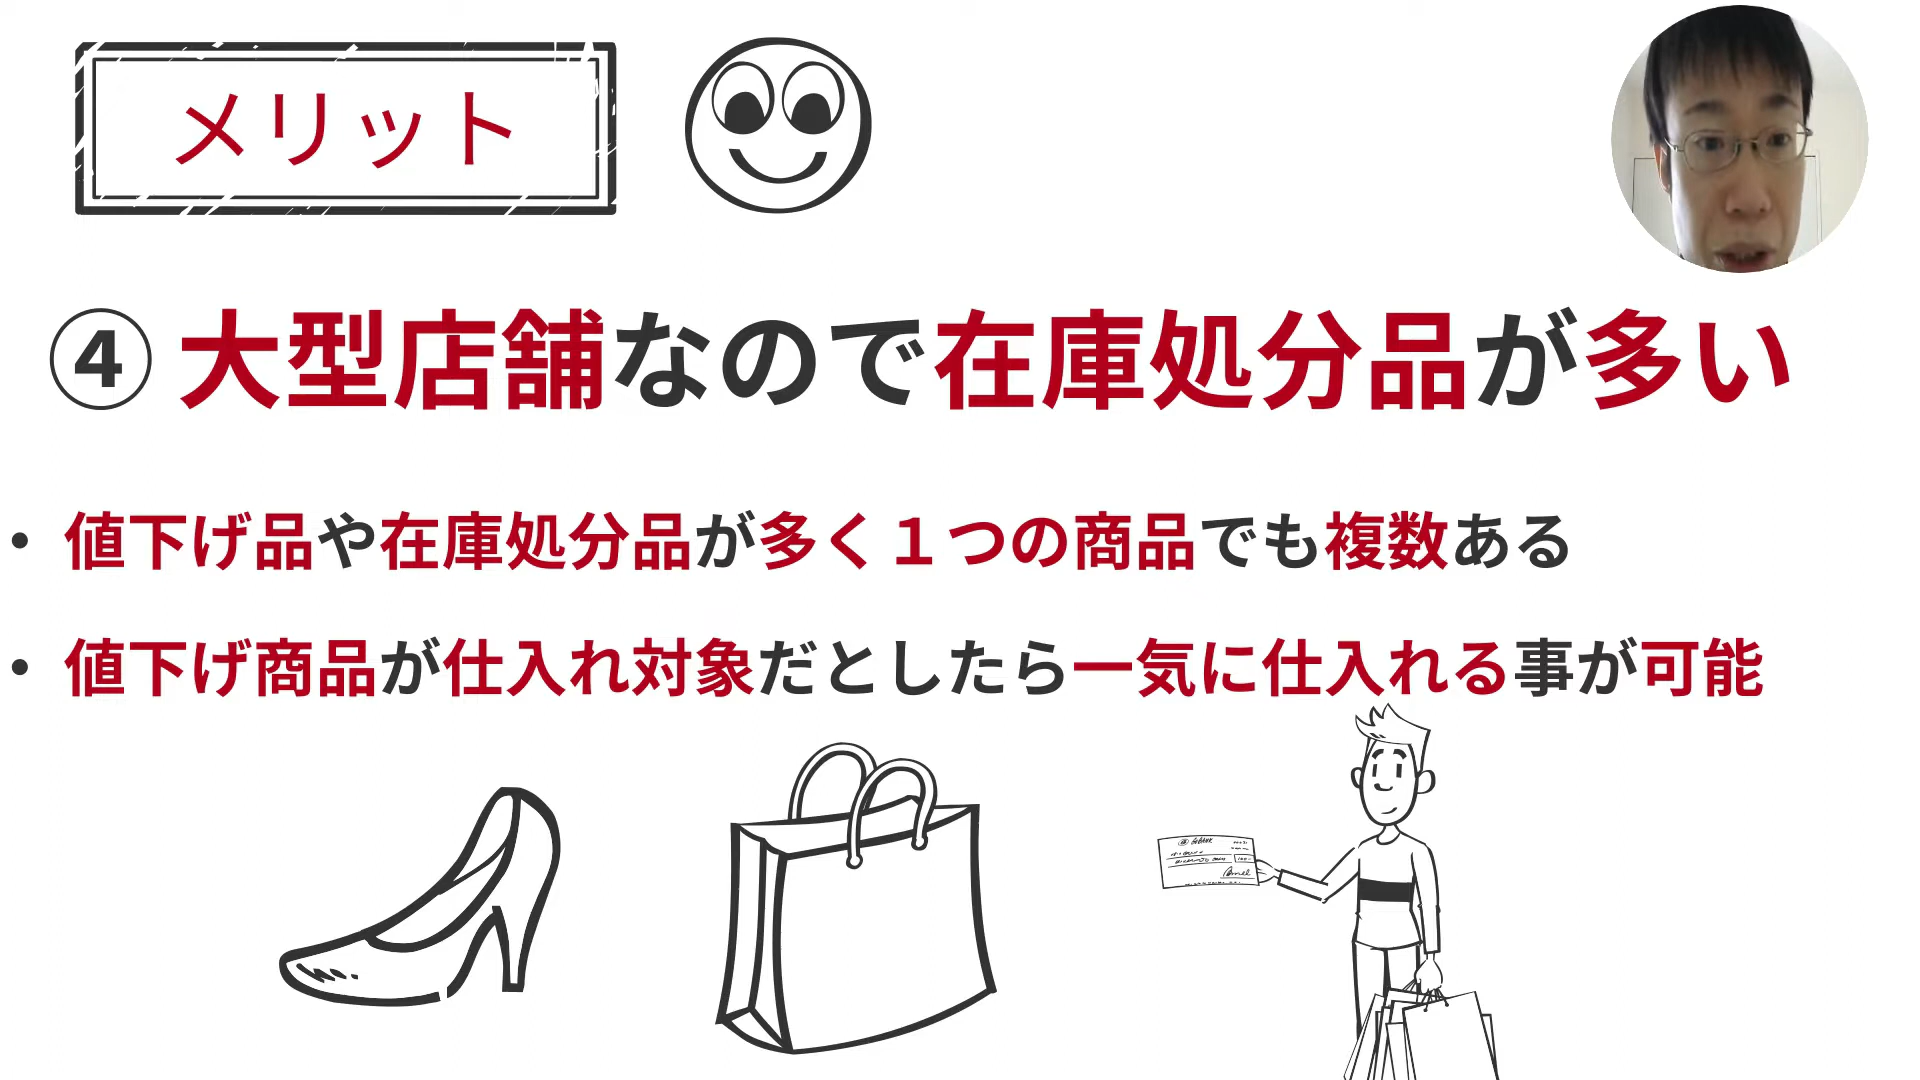 メリット
④ 大型店舗なので在庫処分品が多い
• 値下げ品や在庫処分品が多く１つの商品でも複数ある
• 値下げ商品が仕入れ対象だとしたら一気に仕入れる事が可能